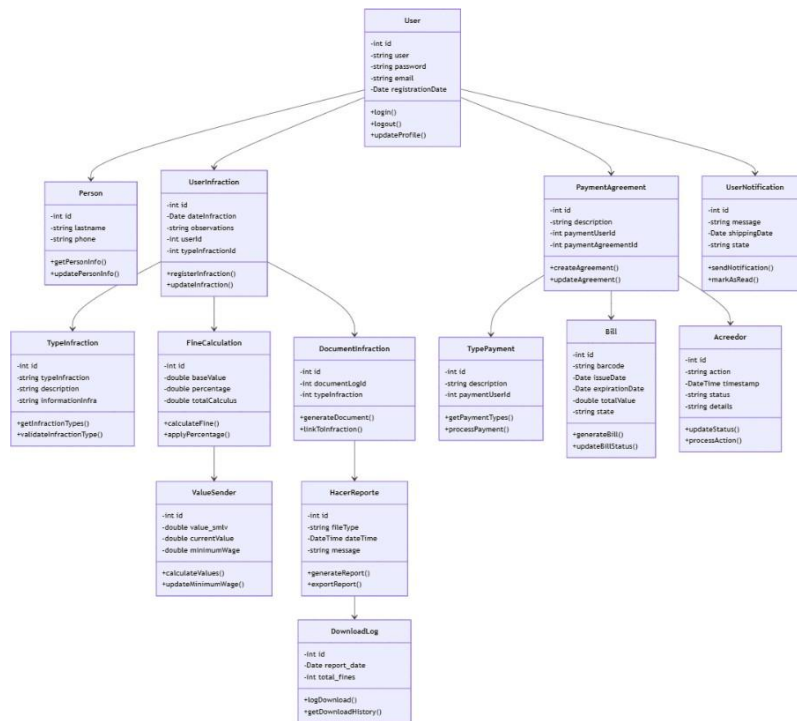 User
-int id
-string user
-string password
-string email
-Date registrationDate
+login()
+logout()
+updateProfile()
Person
-int id
-string lastname
-string phone
+getPersonInfo()
+updatePersonInfo()
UserInfraction
-int id
-Date dateInfraction
-string observations
-int userId
-int typeInfractionId
+registerInfraction()
+updateInfraction()
PaymentAgreement
-int id
-string description
-int paymentUserId
-int paymentAgreementId
+createAgreement()
+updateAgreement()
UserNotification
-int id
-string message
-Date shippingDate
-string state
+sendNotification()
+markAsRead()
TypeInfraction
-int id
-string typeInfraction
-string description
-string informationInfra
+getInfractionTypes()
+validateInfractionType()
FineCalculation
-int id
-double baseValue
-double percentage
-double totalCalculus
+calculateFine()
+applyPercentage()
DocumentInfraction
-int id
-int documentLogId
-int typeInfraction
+generateDocument()
+linkToInfraction()
TypePayment
-int id
-string description
-int paymentUserId
+getPaymentTypes()
+processPayment()
Bill
-int id
-string barcode
-Date issueDate
-Date expirationDate
-double totalValue
-string state
+generateBill()
+updateBillStatus()
Acreedor
-int id
-string action
-DateTime timestamp
-string status
-string details
+updateStatus()
+processAction()
ValueSender
-int id
-double value_smlv
-double currentValue
-double minimumWage
+calculateValues()
+updateMinimumWage()
HacerReporte
-int id
-string fileType
-DateTime dateTime
-string message
+generateReport()
+exportReport()
DownloadLog
-int id
-Date report_date
-int total_fines
+logDownload()
+getDownloadHistory()